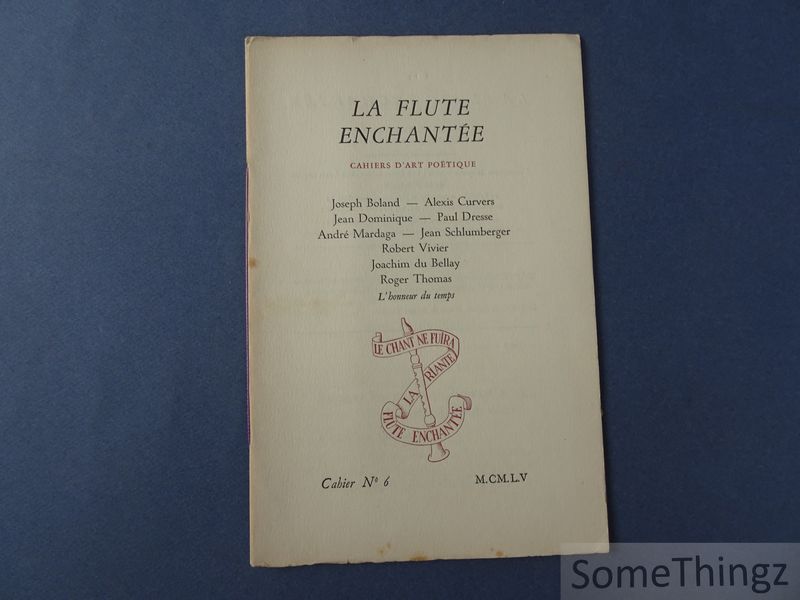 LA FLUTE
ENCHANTÉE
CAHIERS D'ART POÉTIQUE
Joseph Boland — Alexis Curvers
Jean Dominique — Paul Dresse
André Mardaga — Jean Schlumberger
Robert Vivier
Joachim du Bellay
Roger Thomas
L'honneur du temps
LE CHANT NE FUIRA
LA RIANTE
FLUTE ENCHANTÉE
Cahier Nº 6 M.CM.L.V
SomeThingz